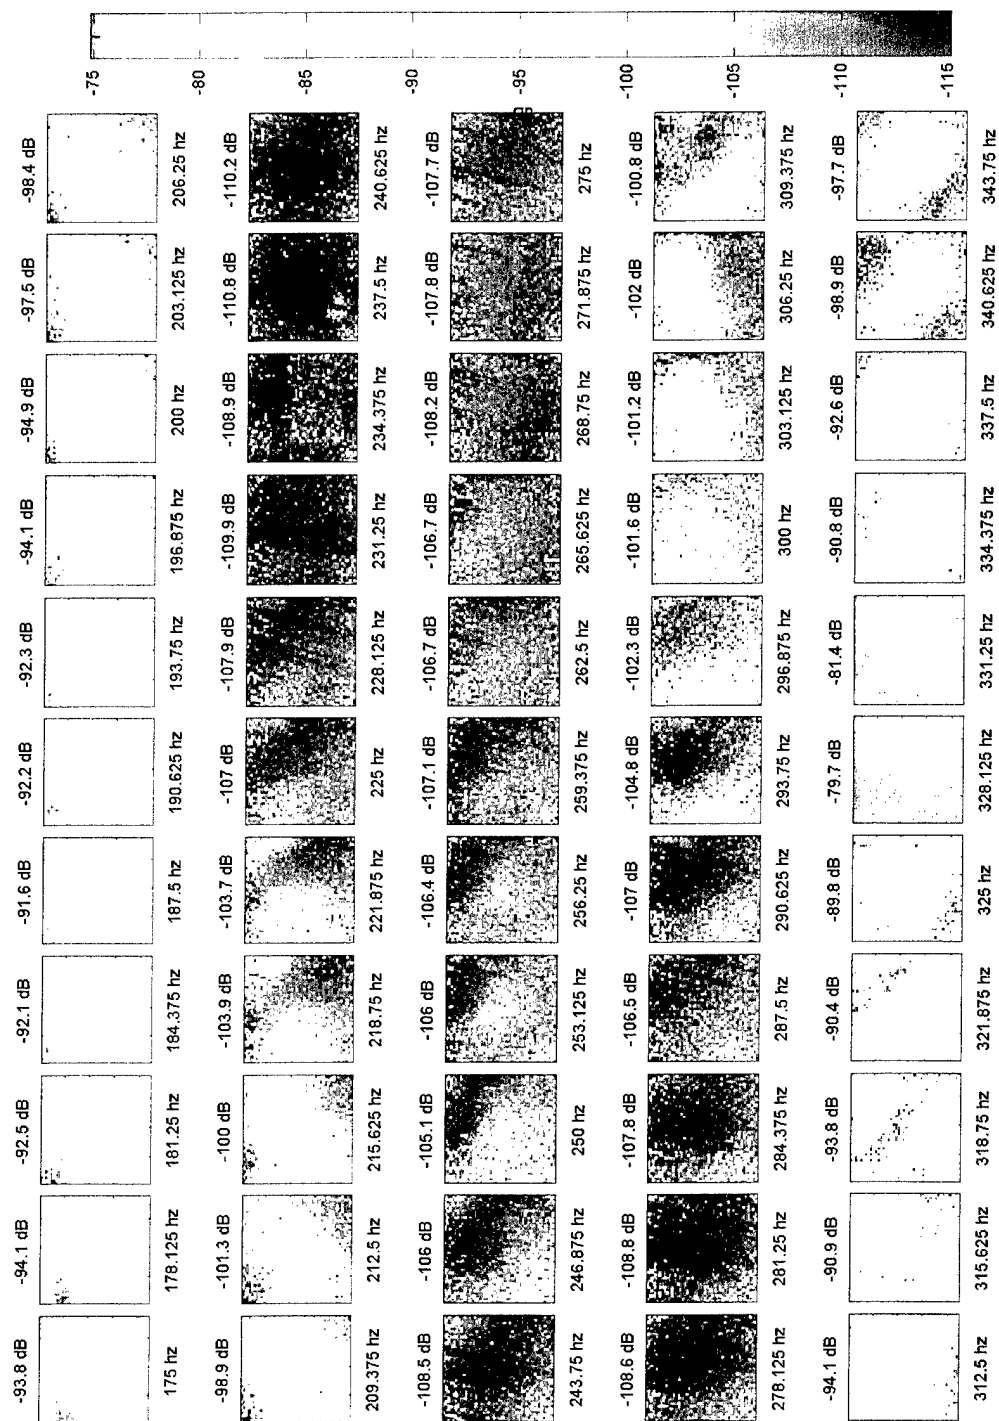 -93.8 dB -94.1 dB -92.5 dB -92.1 dB -91.6 dB -92.2 dB -92.3 dB -94.1 dB -94.9 dB -97.5 dB -98.4 dB
175 hz 178.125 hz 181.25 hz 184.375 hz 187.5 hz 190.625 hz 193.75 hz 196.875 hz 200 hz 203.125 hz 206.25 hz
-98.9 dB -101.3 dB -100 dB -103.9 dB -103.7 dB -107 dB -107.9 dB -109.9 dB -108.9 dB -110.8 dB -110.2 dB
209.375 hz 212.5 hz 215.625 hz 218.75 hz 221.875 hz 225 hz 228.125 hz 231.25 hz 234.375 hz 237.5 hz 240.625 hz
-108.5 dB -106 dB -105.1 dB -106 dB -106.4 dB -107.1 dB -106.7 dB -106.7 dB -108.2 dB -107.8 dB -107.7 dB
243.75 hz 246.875 hz 250 hz 253.125 hz 256.25 hz 259.375 hz 262.5 hz 265.625 hz 268.75 hz 271.875 hz 275 hz
-108.6 dB -108.8 dB -107.8 dB -106.5 dB -107 dB -104.8 dB -102.3 dB -101.6 dB -101.2 dB -102 dB -100.8 dB
278.125 hz 281.25 hz 284.375 hz 287.5 hz 290.625 hz 293.75 hz 296.875 hz 300 hz 303.125 hz 306.25 hz 309.375 hz
-94.1 dB -90.9 dB -93.8 dB -90.4 dB -89.8 dB -79.7 dB -81.4 dB -90.8 dB -92.6 dB -98.9 dB -97.7 dB
312.5 hz 315.625 hz 318.75 hz 321.875 hz 325 hz 328.125 hz 331.25 hz 334.375 hz 337.5 hz 340.625 hz 343.75 hz
-75
-80
-85
-90
-95
-100
-105
-110
-115